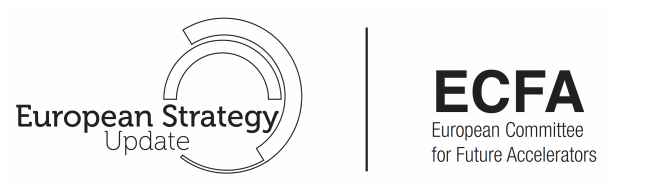 European Strategy
Update
ECFA
European Committee
for Future Accelerators